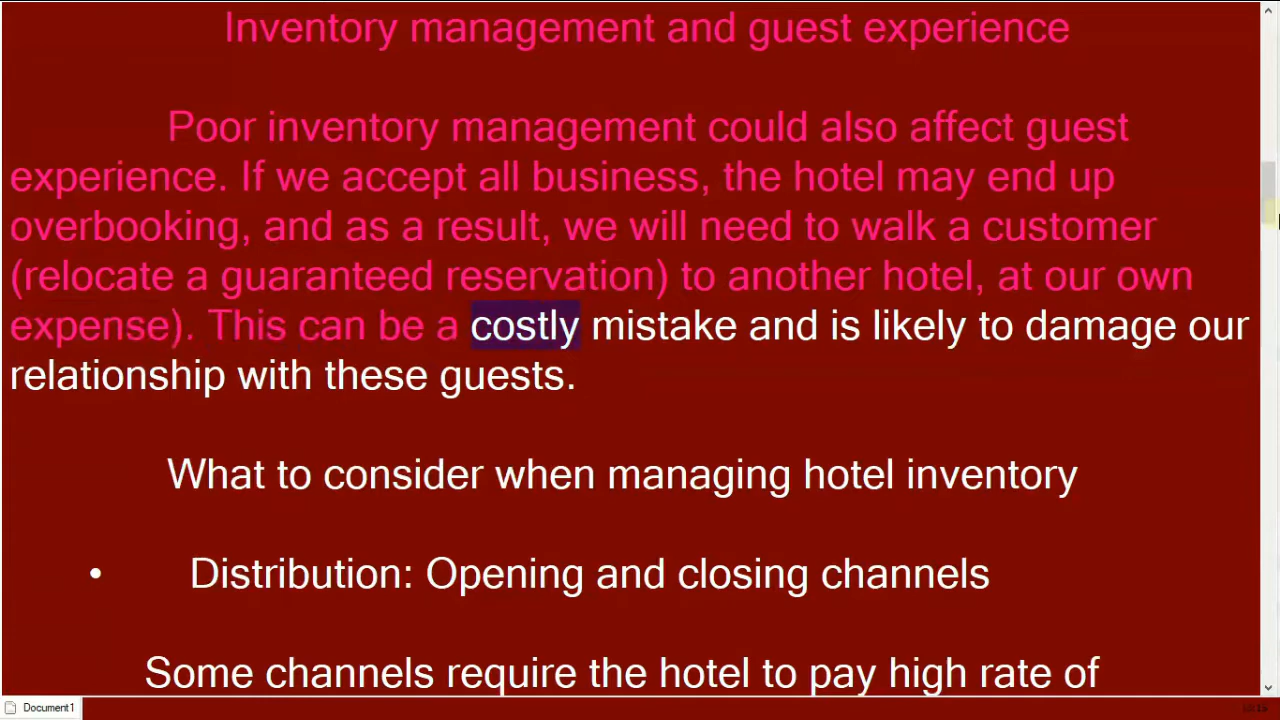 Inventory management and guest experience
Poor inventory management could also affect guest
experience. If we accept all business, the hotel may end up
overbooking, and as a result, we will need to walk a customer
(relocate a guaranteed reservation) to another hotel, at our own
expense). This can be a costly mistake and is likely to damage our
relationship with these guests.
What to consider when managing hotel inventory
• Distribution: Opening and closing channels
Some channels require the hotel to pay high rate of
Document1